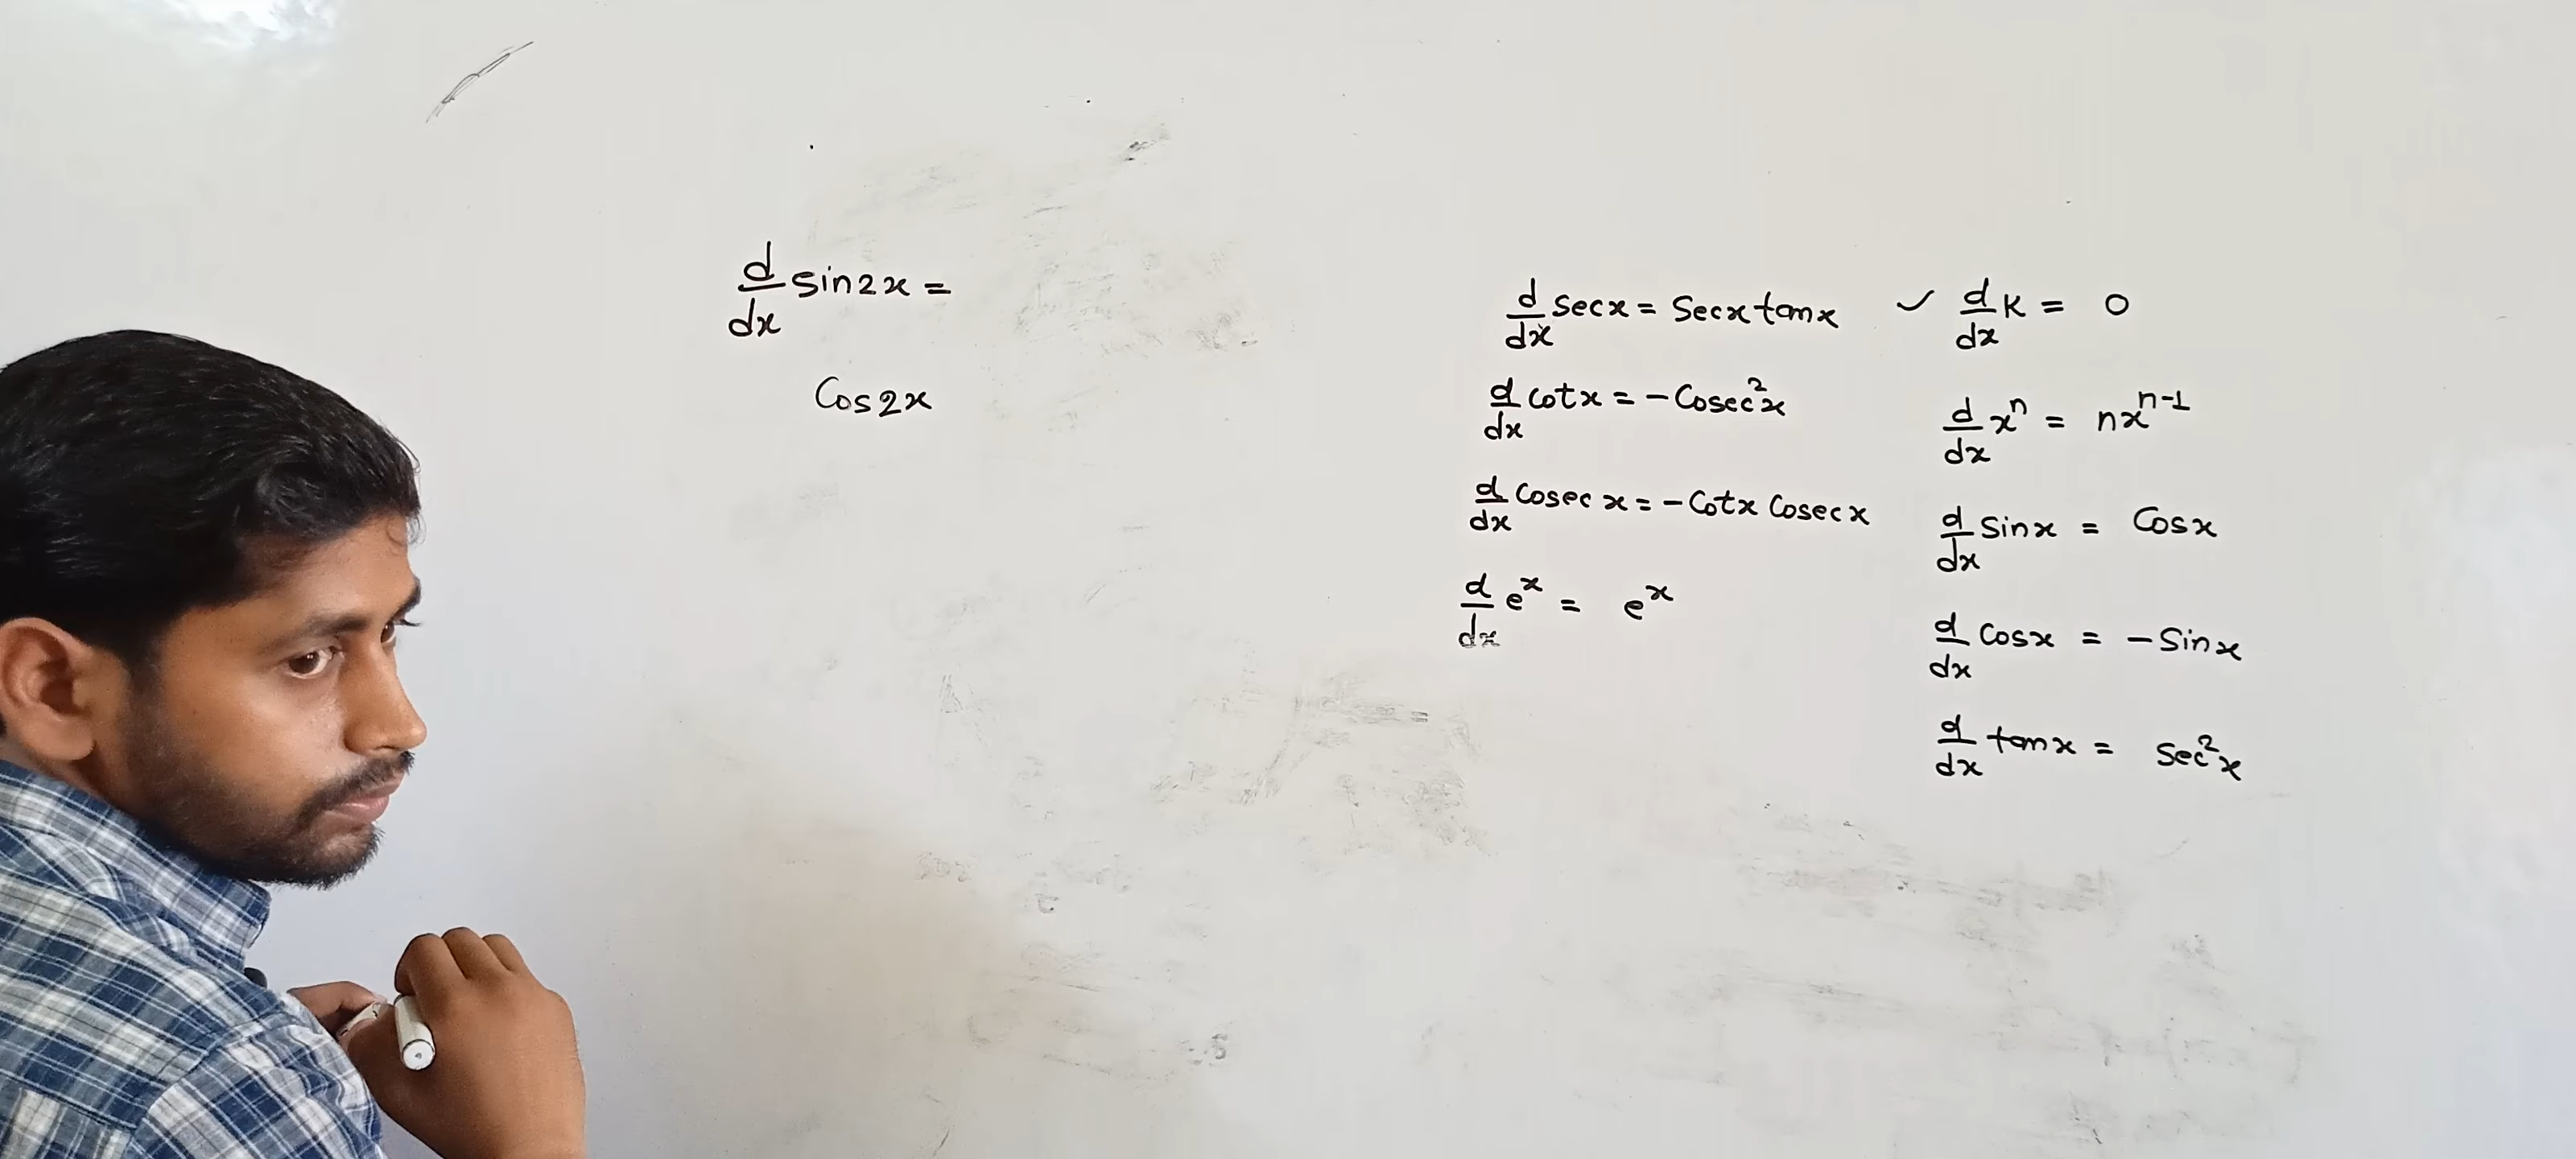 d/dx sin2x =
Cos2x
d/dx secx = Secx tanx
d/dx cotx = -Cosec²x
d/dx Cosec x = -Cotx Cosecx
d/dx eˣ = eˣ
✓ d/dx K = 0
d/dx xⁿ = nxⁿ⁻¹
d/dx Sinx = Cosx
d/dx Cosx = -Sinx
d/dx tanx = Sec²x